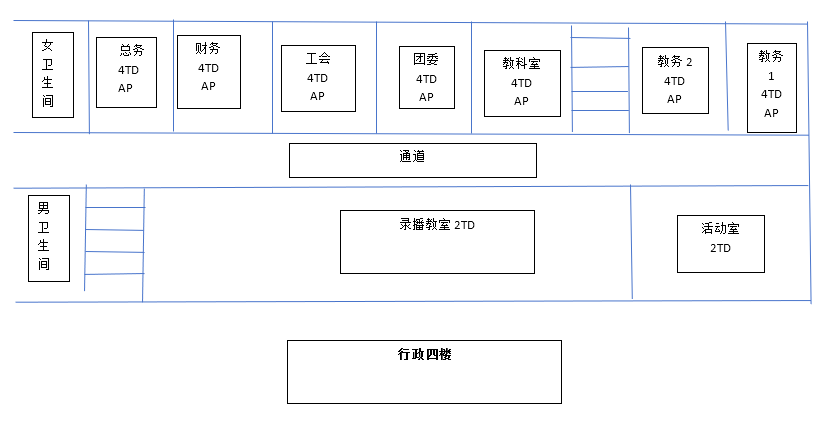 女
卫
生
间
总务
4TD
AP
财务
4TD
AP
工会
4TD
AP
团委
4TD
AP
教科室
4TD
AP
教务 2
4TD
AP
教务
1
4TD
AP
通道
男
卫
生
间
录播教室 2TD
活动室
2TD
行政四楼